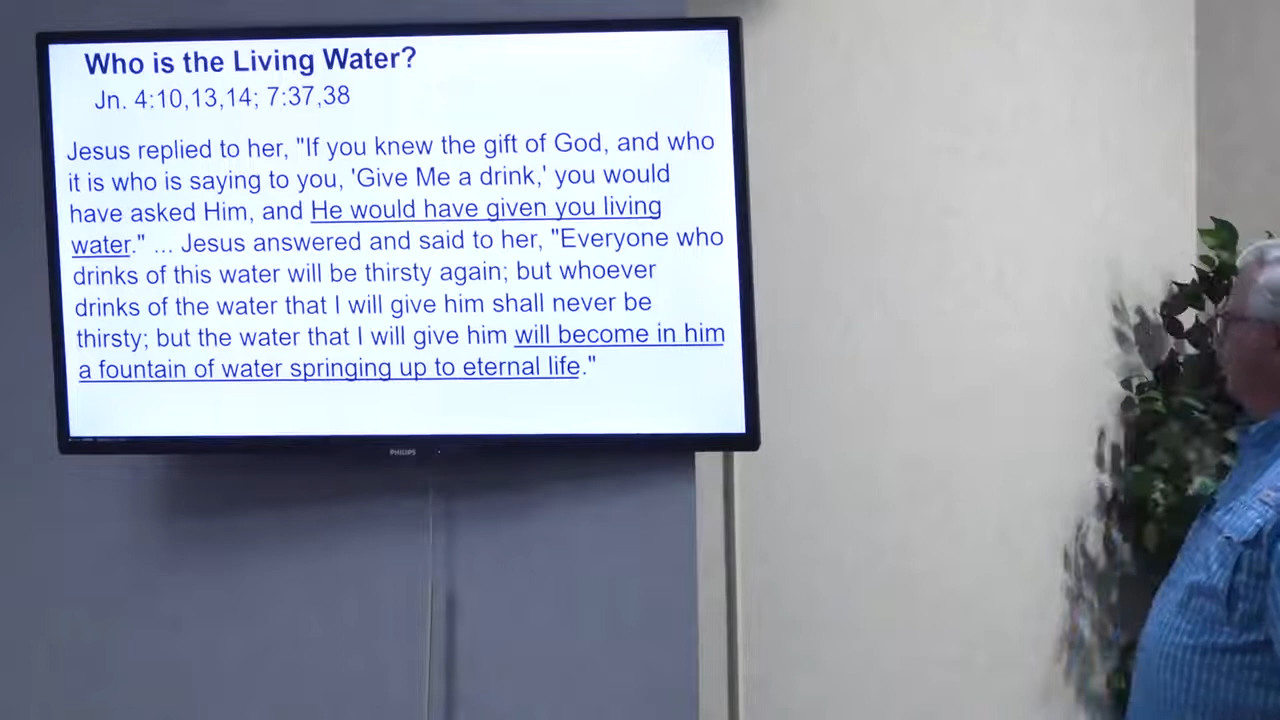 Who is the Living Water?
Jn. 4:10,13,14; 7:37,38
Jesus replied to her, "If you knew the gift of God, and who
it is who is saying to you, 'Give Me a drink,' you would
have asked Him, and He would have given you living
water." ... Jesus answered and said to her, "Everyone who
drinks of this water will be thirsty again; but whoever
drinks of the water that I will give him shall never be
thirsty; but the water that I will give him will become in him
a fountain of water springing up to eternal life."
PHILIPS